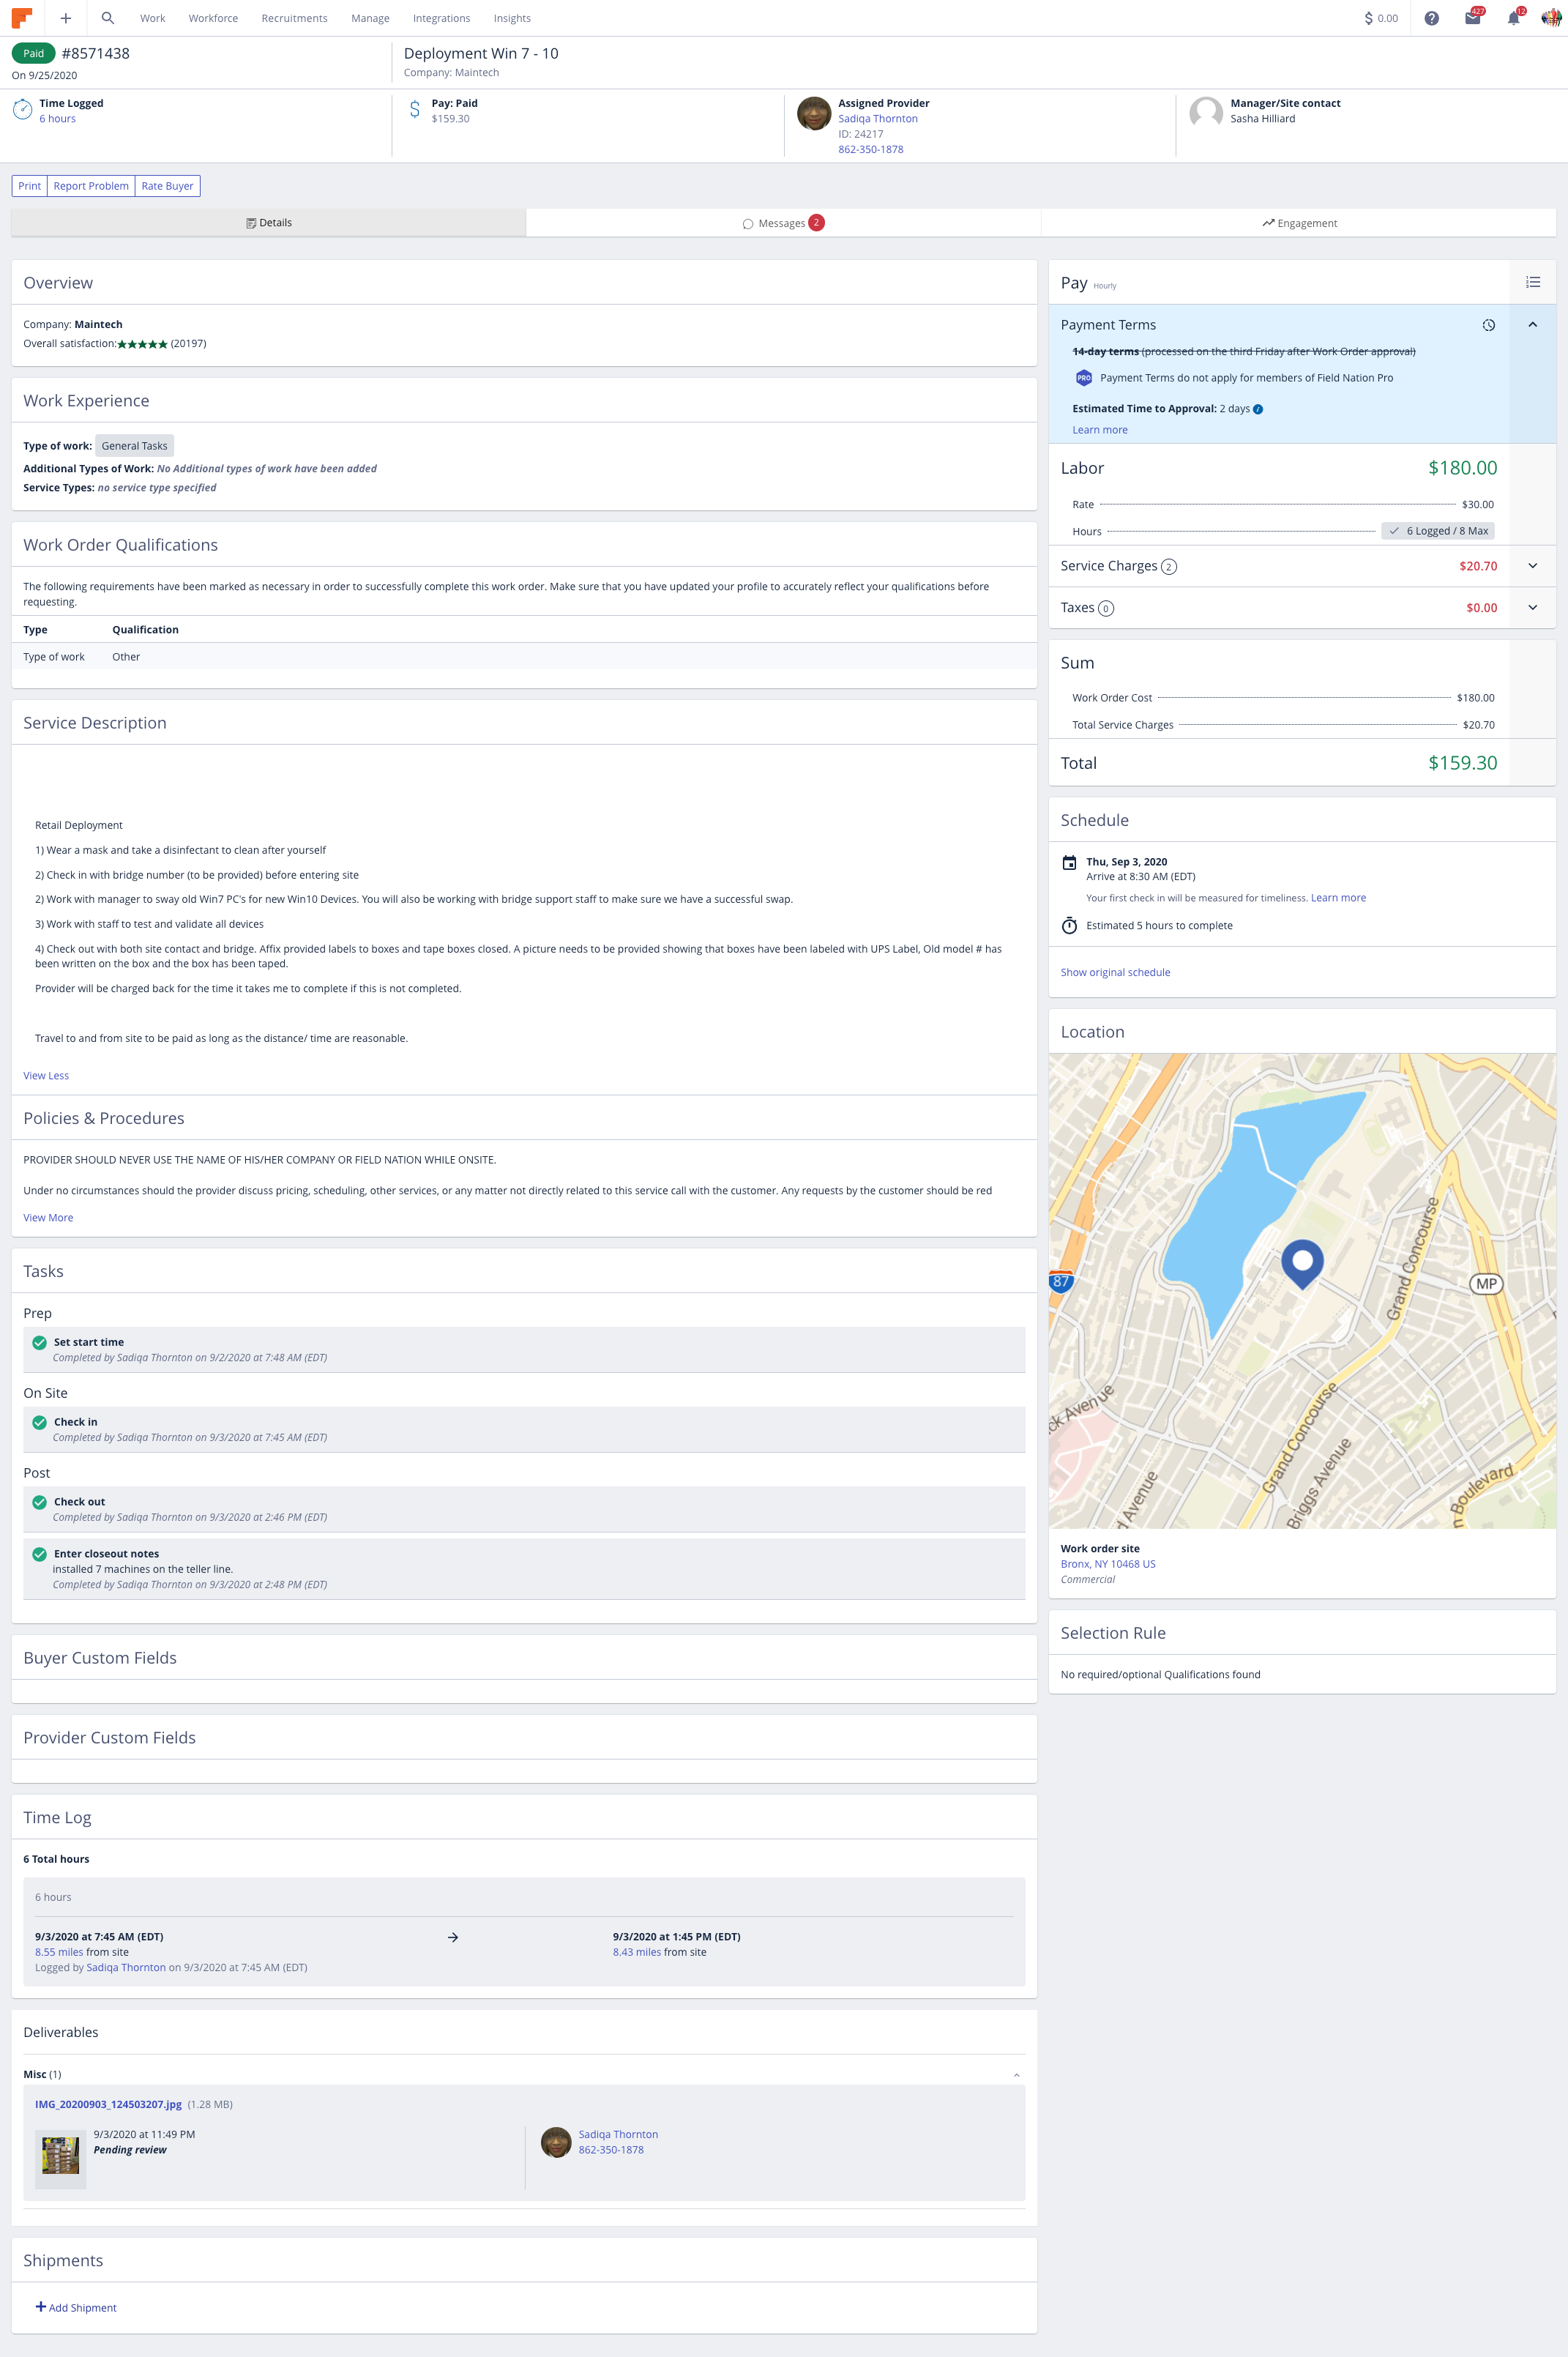 Work
Workforce
Recruitments
Manage
Integrations
Insights
$ 0.00
427
12
Paid
#8571438
On 9/25/2020
Deployment Win 7 - 10
Company: Maintech
Time Logged
6 hours
Pay: Paid
$159.30
Assigned Provider
Sadiqa Thornton
ID: 24217
862-350-1878
Manager/Site contact
Sasha Hilliard
Print
Report Problem
Rate Buyer
Details
Messages 2
Engagement
Overview
Company: Maintech
Overall satisfaction:★★★★★ (20197)
Work Experience
Type of work: General Tasks
Additional Types of Work: No Additional types of work have been added
Service Types: no service type specified
Work Order Qualifications
The following requirements have been marked as necessary in order to successfully complete this work order. Make sure that you have updated your profile to accurately reflect your qualifications before
requesting.
Type Qualification
Type of work Other
Service Description
Retail Deployment
1) Wear a mask and take a disinfectant to clean after yourself
2) Check in with bridge number (to be provided) before entering site
2) Work with manager to sway old Win7 PC's for new Win10 Devices. You will also be working with bridge support staff to make sure we have a successful swap.
3) Work with staff to test and validate all devices
4) Check out with both site contact and bridge. Affix provided labels to boxes and tape boxes closed. A picture needs to be provided showing that boxes have been labeled with UPS Label, Old model # has
been written on the box and the box has been taped.
Provider will be charged back for the time it takes me to complete if this is not completed.
Travel to and from site to be paid as long as the distance/ time are reasonable.
View Less
Policies & Procedures
PROVIDER SHOULD NEVER USE THE NAME OF HIS/HER COMPANY OR FIELD NATION WHILE ONSITE.
Under no circumstances should the provider discuss pricing, scheduling, other services, or any matter not directly related to this service call with the customer. Any requests by the customer should be red
View More
Tasks
Prep
Set start time
Completed by Sadiqa Thornton on 9/2/2020 at 7:48 AM (EDT)
On Site
Check in
Completed by Sadiqa Thornton on 9/3/2020 at 7:45 AM (EDT)
Post
Check out
Completed by Sadiqa Thornton on 9/3/2020 at 2:46 PM (EDT)
Enter closeout notes
installed 7 machines on the teller line.
Completed by Sadiqa Thornton on 9/3/2020 at 2:48 PM (EDT)
Buyer Custom Fields
Provider Custom Fields
Time Log
6 Total hours
6 hours
9/3/2020 at 7:45 AM (EDT)
8.55 miles from site
Logged by Sadiqa Thornton on 9/3/2020 at 7:45 AM (EDT)
9/3/2020 at 1:45 PM (EDT)
8.43 miles from site
Deliverables
Misc (1)
IMG_20200903_124503207.jpg (1.28 MB)
9/3/2020 at 11:49 PM
Pending review
Sadiqa Thornton
862-350-1878
Shipments
Add Shipment
Pay Hourly
Payment Terms
14-day terms (processed on the third Friday after Work Order approval)
PRO Payment Terms do not apply for members of Field Nation Pro
Estimated Time to Approval: 2 days
Learn more
Labor $180.00
Rate $30.00
Hours 6 Logged / 8 Max
Service Charges 2 $20.70
Taxes 0 $0.00
Sum
Work Order Cost $180.00
Total Service Charges $20.70
Total $159.30
Schedule
Thu, Sep 3, 2020
Arrive at 8:30 AM (EDT)
Your first check in will be measured for timeliness. Learn more
Estimated 5 hours to complete
Show original schedule
Location
87
Grand Concourse
MP
ck Avenue
Grand Concourse
Briggs Avenue
d Avenue
n Boulevard
Work order site
Bronx, NY 10468 US
Commercial
Selection Rule
No required/optional Qualifications found